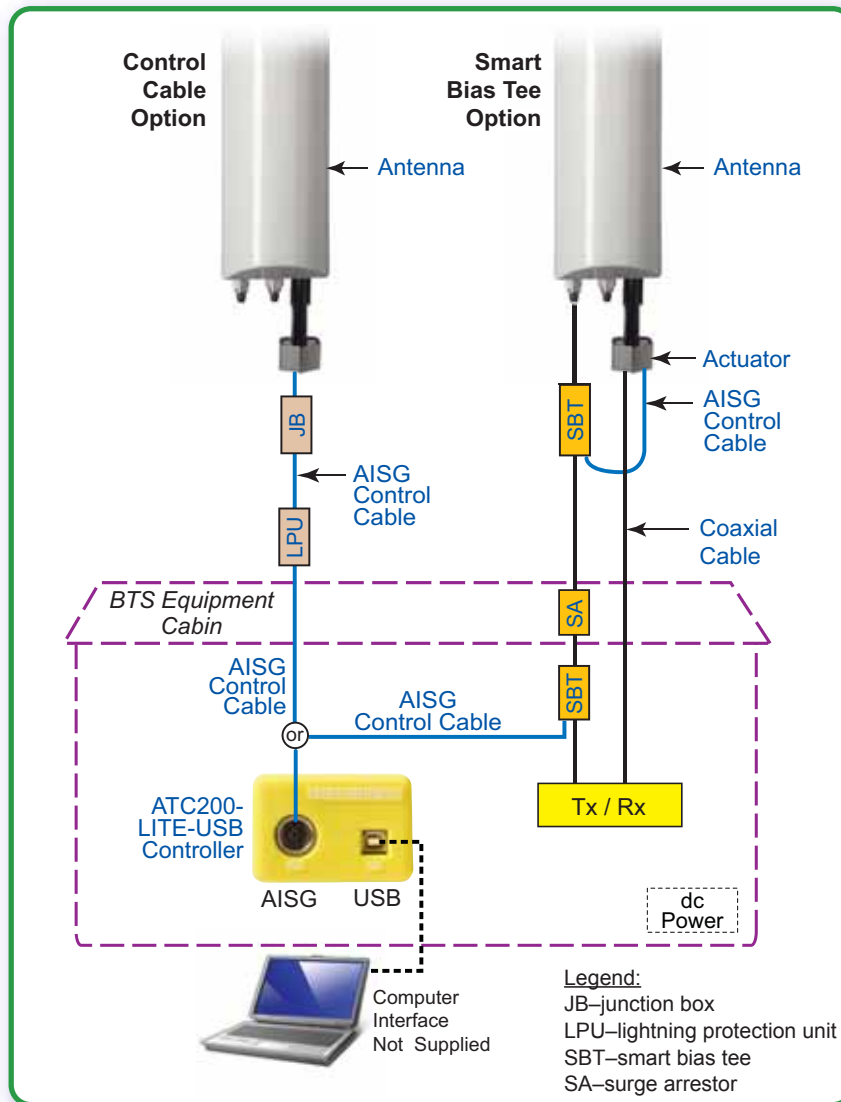 Control
Cable
Option
Smart
Bias Tee
Option
Antenna
Antenna
Actuator
JB
SBT
AISG
Control
Cable
AISG
Control
Cable
LPU
Coaxial
Cable
BTS Equipment
Cabin
SA
AISG
Control
Cable
AISG
Control Cable
SBT
or
ATC200-
LITE-USB
Controller
Tx / Rx
AISG
USB
dc
Power
Computer
Interface
Not Supplied
Legend:
JB–junction box
LPU–lightning protection unit
SBT–smart bias tee
SA–surge arrestor